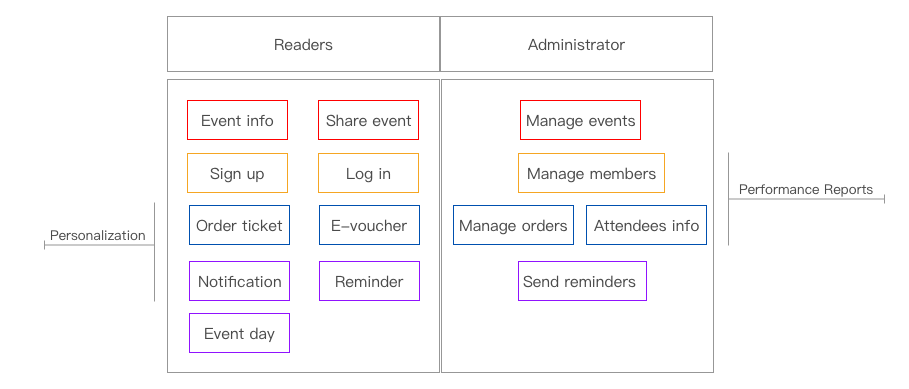 Readers
Administrator
Event info
Share event
Manage events
Sign up
Log in
Manage members
Performance Reports
Order ticket
E-voucher
Manage orders
Attendees info
Personalization
Notification
Reminder
Send reminders
Event day